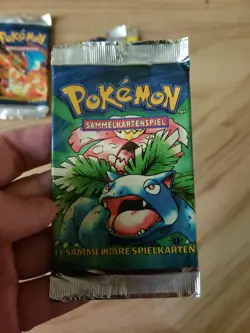 POKéMON
SAMMELKARTENSPIEL
11 SAMMELBARE SPIELKARTEN